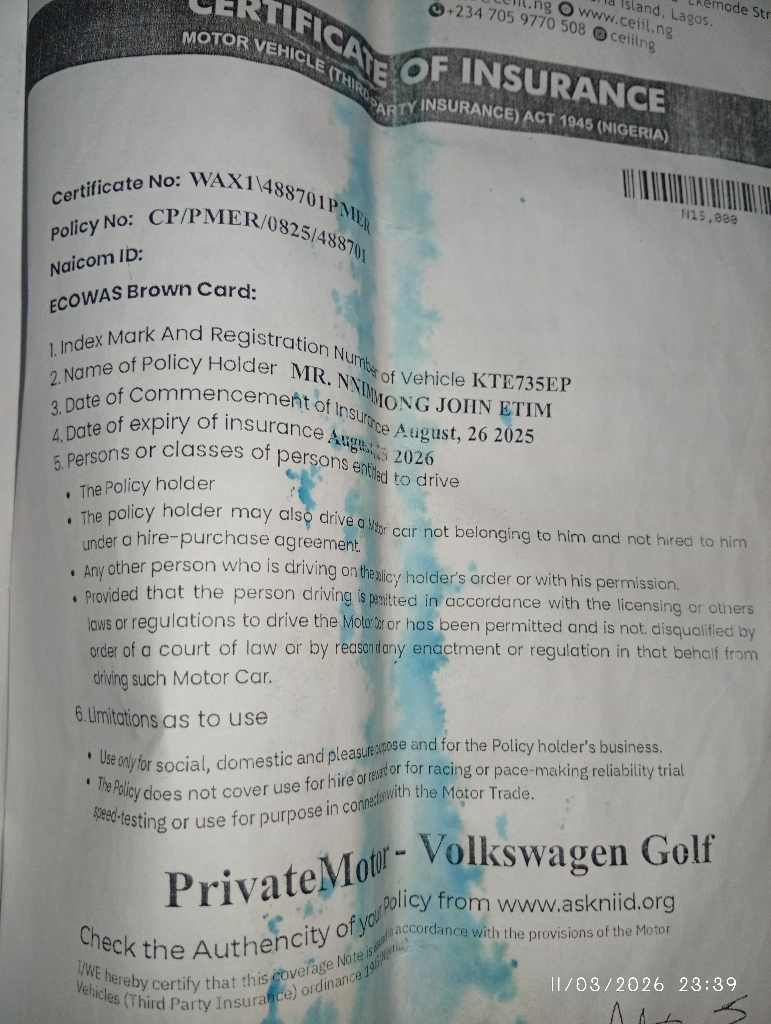 Island, Lagos.
+234 705 9770 508 www.ceiil.ng ceiilng
CERTIFICATE OF INSURANCE
MOTOR VEHICLE (THIRD PARTY INSURANCE) ACT 1945 (NIGERIA)
₦15,000
Certificate No: WAX1\488701PMER
Policy No: CP/PMER/0825/488701
Naicom ID:
ECOWAS Brown Card:
1. Index Mark And Registration Number of Vehicle KTE735EP
2. Name of Policy Holder MR. JOHN ETIM
3. Date of Commencement of Insurance August, 26 2025
4. Date of expiry of insurance 2026
5. Persons or classes of persons entitled to drive
• The Policy holder
• The policy holder may also drive a Motor car not belonging to him and not hired to him
under a hire-purchase agreement.
• Any other person who is driving on the policy holder's order or with his permission.
• Provided that the person driving is permitted in accordance with the licensing or others
laws or regulations to drive the Motor Car or has been permitted and is not. disqualified by
order of a court of law or by reason of any enactment or regulation in that behalf from
driving such Motor Car.
6. Limitations as to use
• Use only for social, domestic and pleasure purpose and for the Policy holder's business.
• The Policy does not cover use for hire or reward or for racing or pace-making reliability trial
speed-testing or use for purpose in connection with the Motor Trade.
PrivateMotor - Volkswagen Golf
Check the Authencity of your Policy from www.askniid.org
I/WE hereby certify that this coverage Note is issued in accordance with the provisions of the Motor
Vehicles (Third Party Insurance) ordinance
11/03/2026 23:39